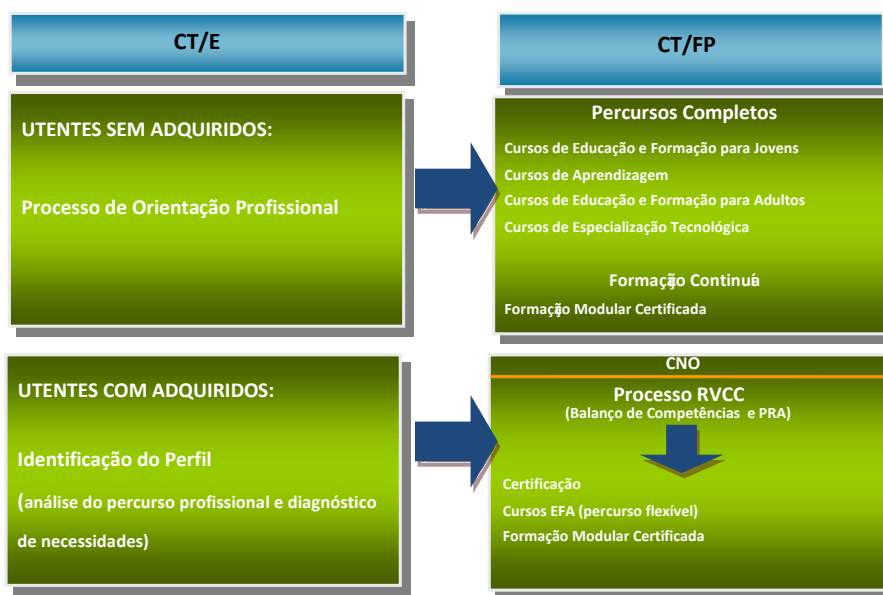 CT/E
CT/FP
UTENTES SEM ADQUIRIDOS:
Processo de Orientação Profissional
Percursos Completos
Cursos de Educação e Formação para Jovens
Cursos de Aprendizagem
Cursos de Educação e Formação para Adultos
Cursos de Especialização Tecnológica
Formação Continuía
Formação Modular Certificada
UTENTES COM ADQUIRIDOS:
Identificação do Perfil
(análise do percurso profissional e diagnóstico
de necessidades)
CNO
Processo RVCC
(Balanço de Competências e PRA)
Certificação
Cursos EFA (percurso flexível)
Formação Modular Certificada